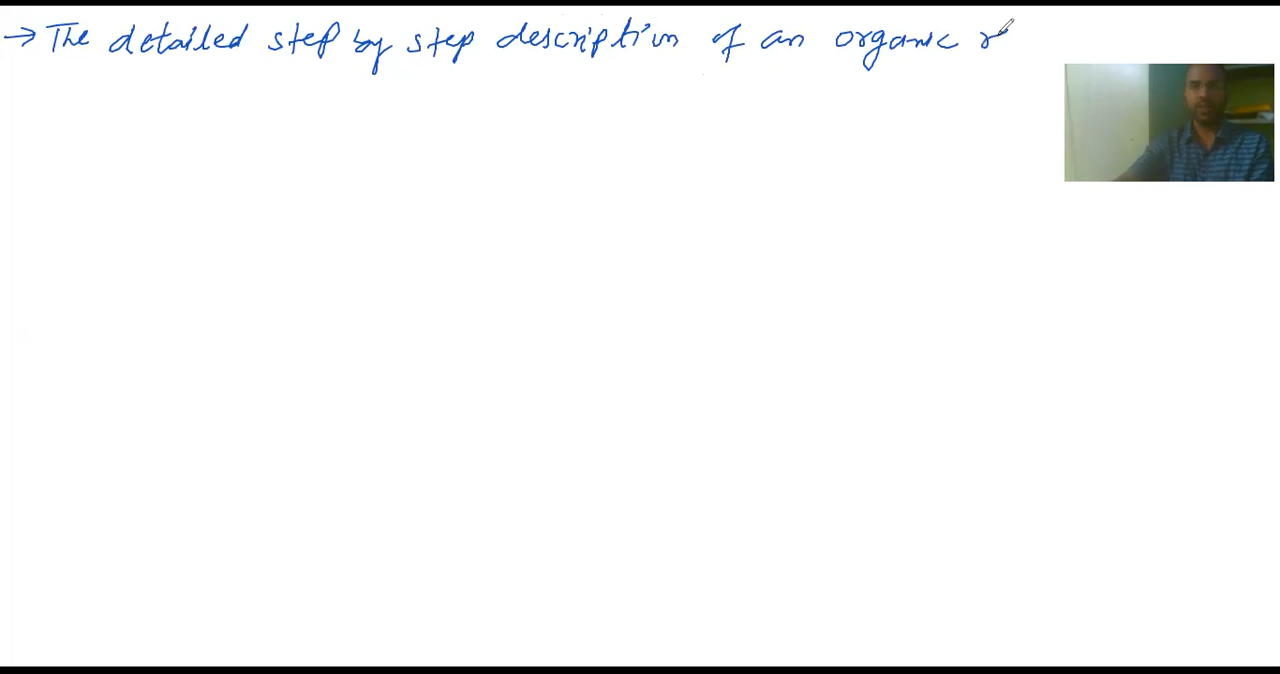 → The detailed step by step description of an organic r